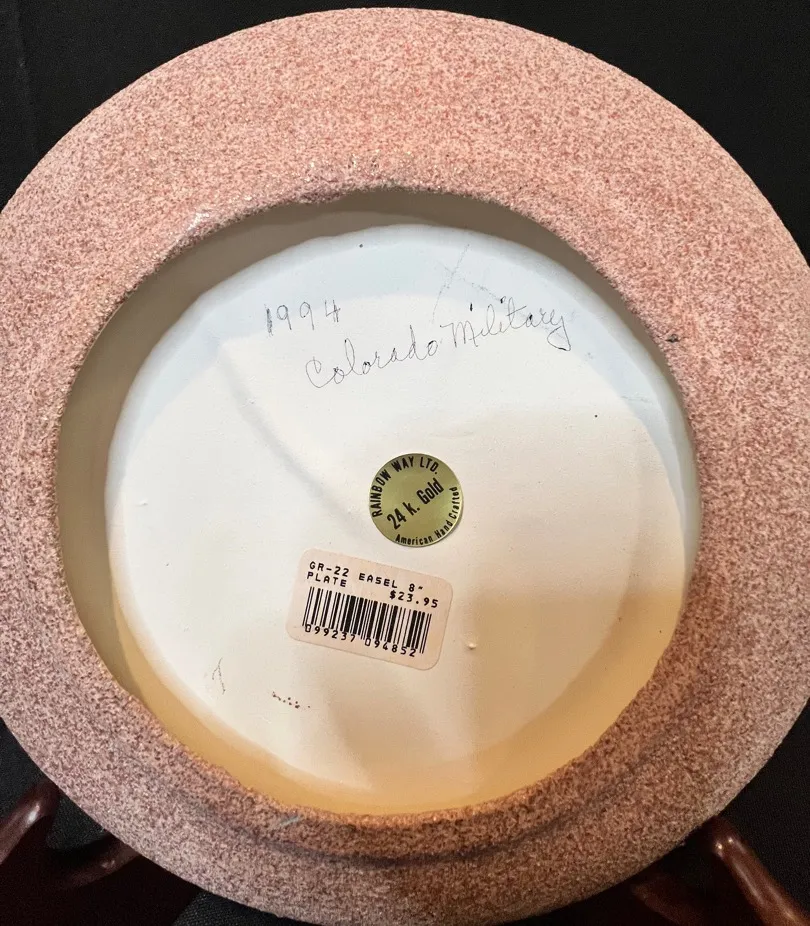 1994
Colorado Military
RAINBOW WAY LTD.
24 k. Gold
American Hand Crafted
GR-22 EASEL 8"
PLATE $23.95
099237 094852